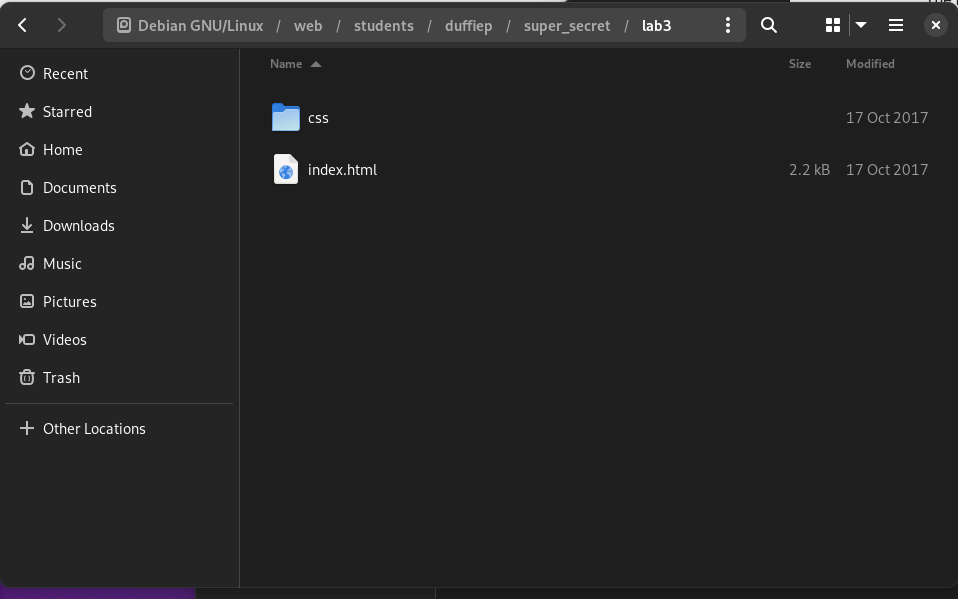 Debian GNU/Linux / web / students / duffiep / super_secret / lab3
Name Size Modified
css 17 Oct 2017
index.html 2.2 kB 17 Oct 2017
Recent
Starred
Home
Documents
Downloads
Music
Pictures
Videos
Trash
Other Locations